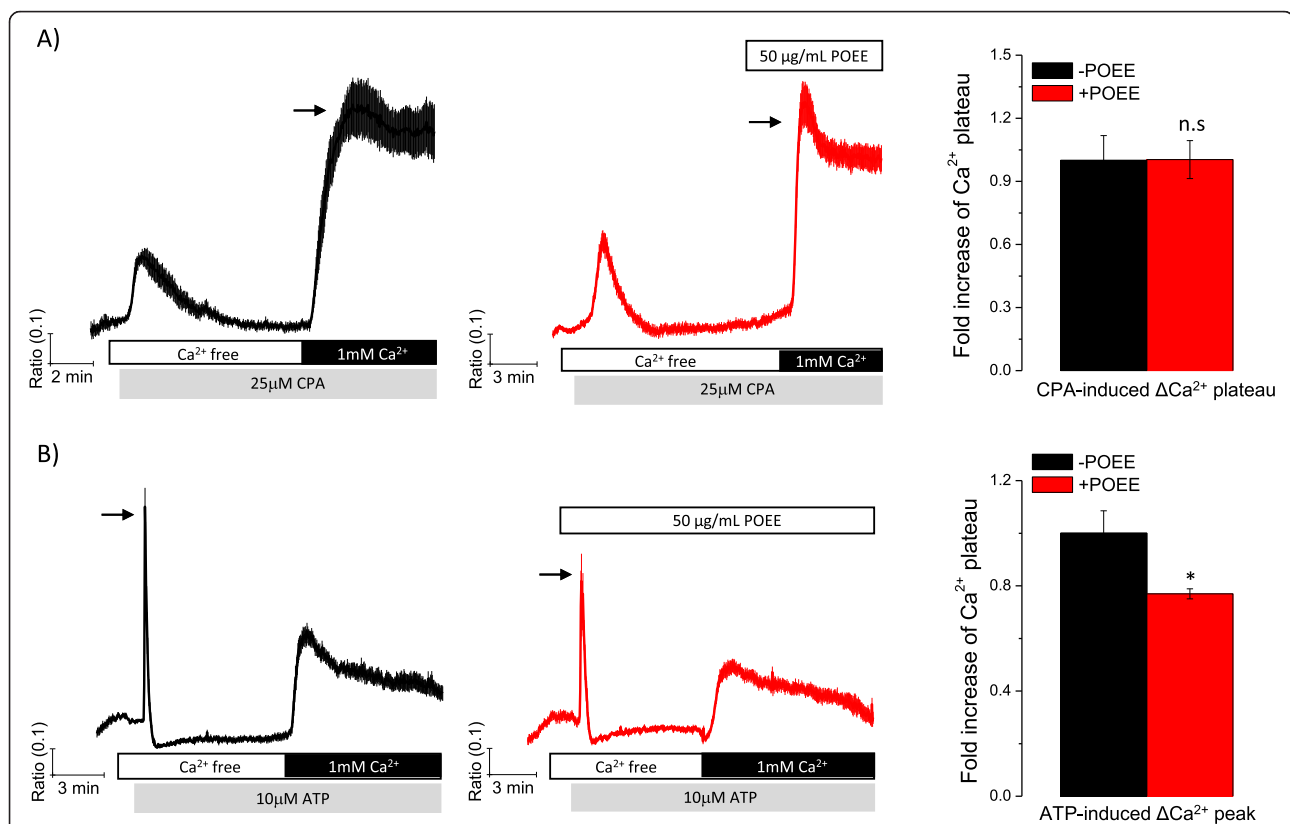 A)
50 µg/mL POEE
Ratio (0.1)
2 min
Ca²⁺ free
1mM Ca²⁺
25µM CPA
Ratio (0.1)
3 min
Ca²⁺ free
1mM Ca²⁺
25µM CPA
Fold increase of Ca²⁺ plateau
1.5
1.2
0.9
0.6
0.3
0.0
-POEE
+POEE
n.s
CPA-induced ΔCa²⁺ plateau
B)
50 µg/mL POEE
Ratio (0.1)
3 min
Ca²⁺ free
1mM Ca²⁺
10µM ATP
Ratio (0.1)
3 min
Ca²⁺ free
1mM Ca²⁺
10µM ATP
Fold increase of Ca²⁺ plateau
1.2
0.8
0.4
0.0
-POEE
+POEE
*
ATP-induced ΔCa²⁺ peak